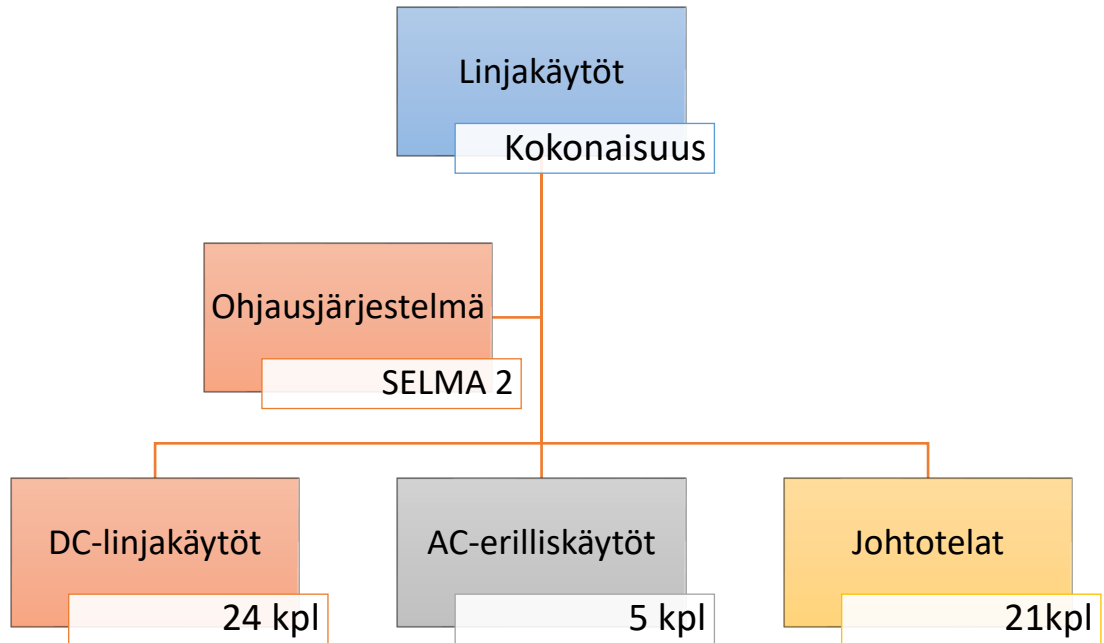 Linjakäytöt
Kokonaisuus
Ohjausjärjestelmä
SELMA 2
DC-linjakäytöt
24 kpl
AC-erilliskäytöt
5 kpl
Johtotelat
21kpl